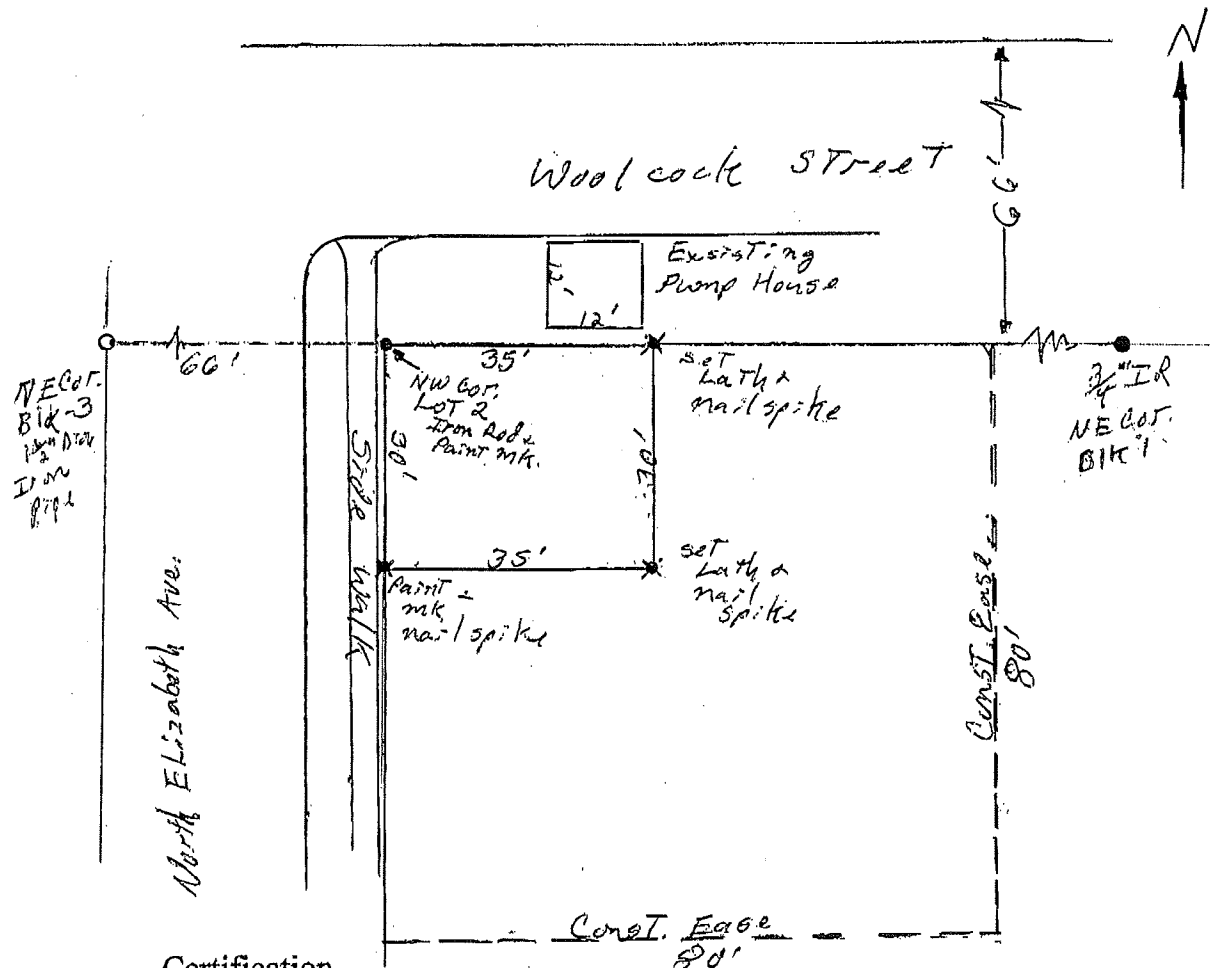 N
Woolcock STreeT
66'
Exsisting
Pump House
12'
12'
66'
35'
NE Cor.
Blk-3
Iron
pipe
NW Cor.
LOT 2
Iron Rod &
Paint mk.
set
Lath &
nail spike
3/4" IR
NE Cor.
Blk 1
30'
30'
Side Walk
35'
Paint &
mk
nail spike
set
Lath &
nail
spike
North Elizabeth Ave.
Const. Ease
80'
Const. Ease
80'
Certification